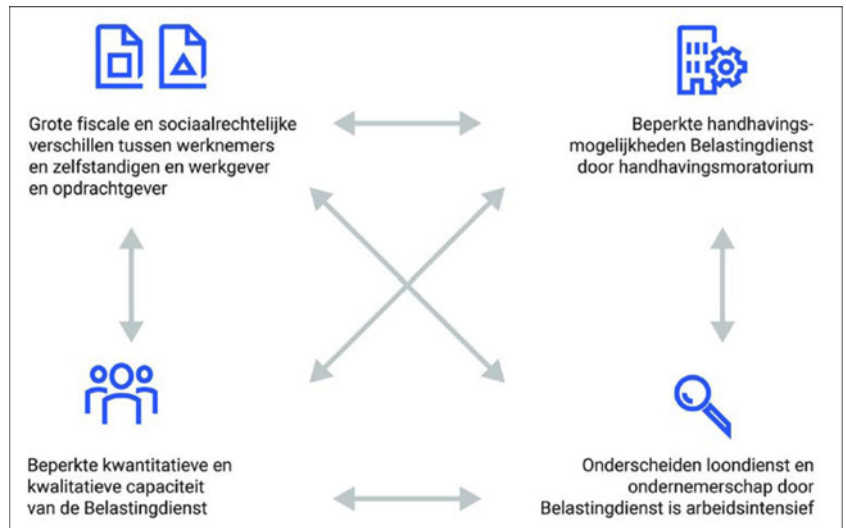 Grote fiscale en sociaalrechtelijke
verschillen tussen werknemers
en zelfstandigen en werkgever
en opdrachtgever
Beperkte handhavings-
mogelijkheden Belastingdienst
door handhavingsmoratorium
Beperkte kwantitatieve en
kwalitatieve capaciteit
van de Belastingdienst
Onderscheiden loondienst en
ondernemerschap door
Belastingdienst is arbeidsintensief